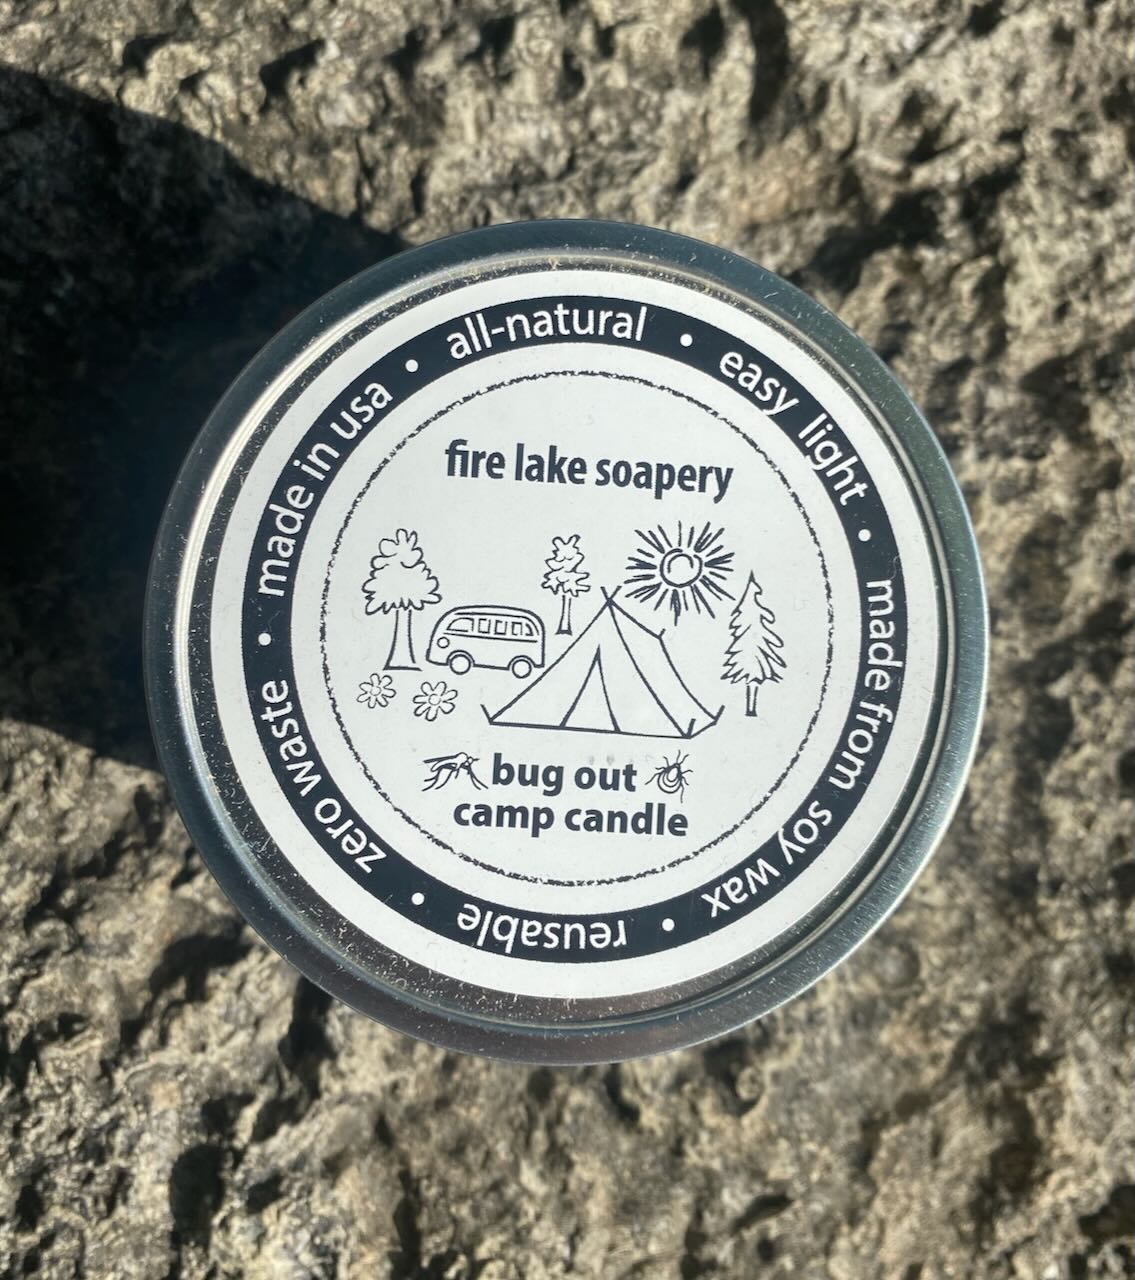 all-natural • easy light • made from soy wax • reusable • zero waste • made in usa •
fire lake soapery
bug out
camp candle